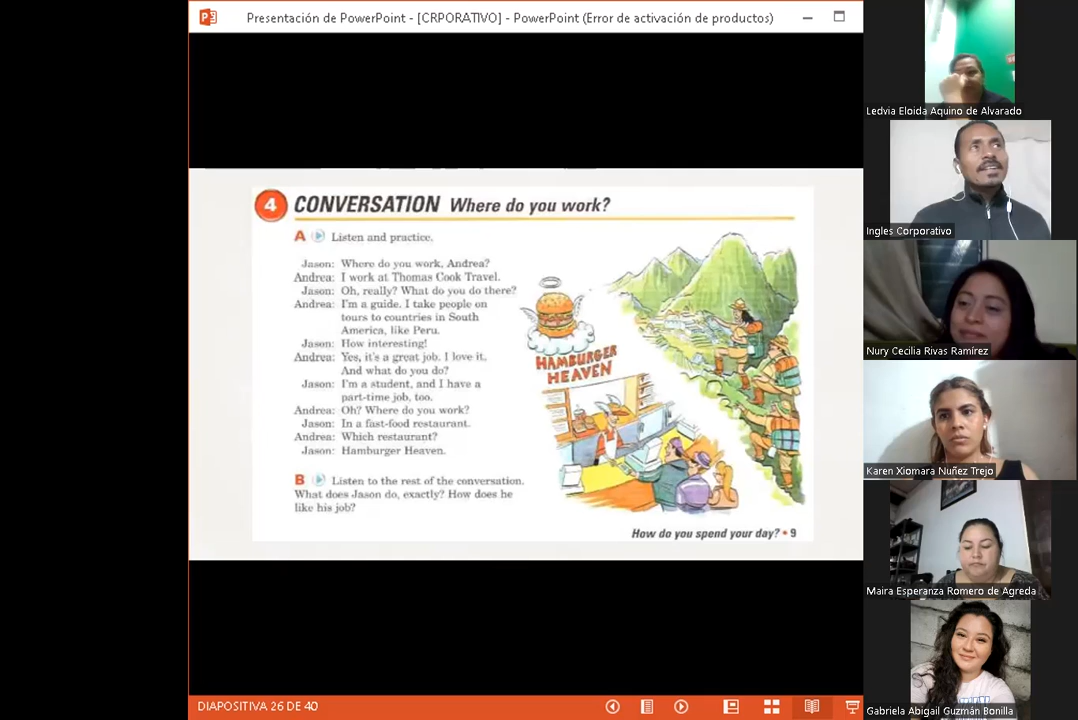 Presentación de PowerPoint - [CRPORATIVO] - PowerPoint (Error de activación de productos)
4 CONVERSATION Where do you work?
A Listen and practice.
Jason: Where do you work, Andrea?
Andrea: I work at Thomas Cook Travel.
Jason: Oh, really? What do you do there?
Andrea: I'm a guide. I take people on
tours to countries in South
America, like Peru.
Jason: How interesting!
Andrea: Yes, it's a great job. I love it.
And what do you do?
Jason: I'm a student, and I have a
part-time job, too.
Andrea: Oh? Where do you work?
Jason: In a fast-food restaurant.
Andrea: Which restaurant?
Jason: Hamburger Heaven.
B Listen to the rest of the conversation.
What does Jason do, exactly? How does he
like his job?
HAMBURGER
HEAVEN
How do you spend your day? • 9
DIAPOSITIVA 26 DE 40
Ledvia Eloida Aquino de Alvarado
Ingles Corporativo
Nury Cecilia Rivas Ramírez
Karen Xiomara Nuñez Trejo
Maira Esperanza Romero de Agreda
Gabriela Abigail Guzmán Bonilla